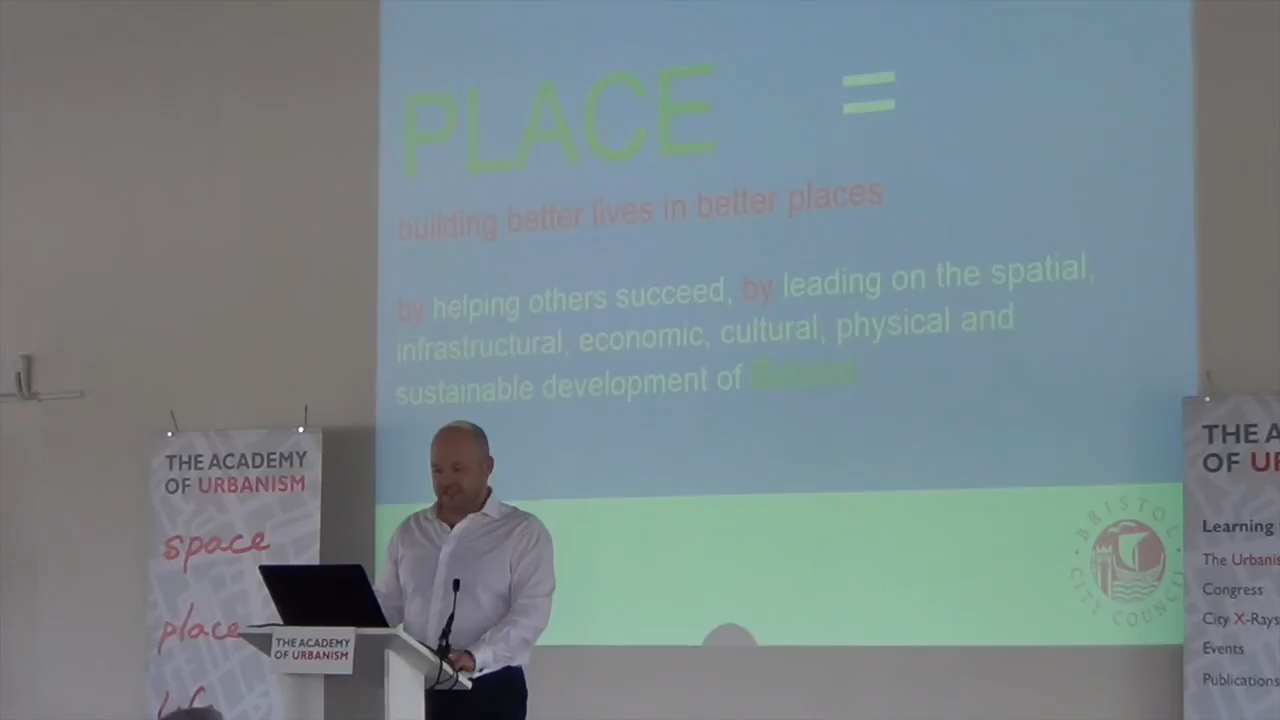 PLACE =
building better lives in better places
by helping others succeed, by leading on the spatial,
infrastructural, economic, cultural, physical and
sustainable development of Bristol
BRISTOL
CITY COUNCIL
THE ACADEMY
OF URBANISM
space
place
THE ACADEMY
OF URBANISM
THE A
OF UR
Learning
The Urbanis
Congress
City X-Rays
Events
Publications